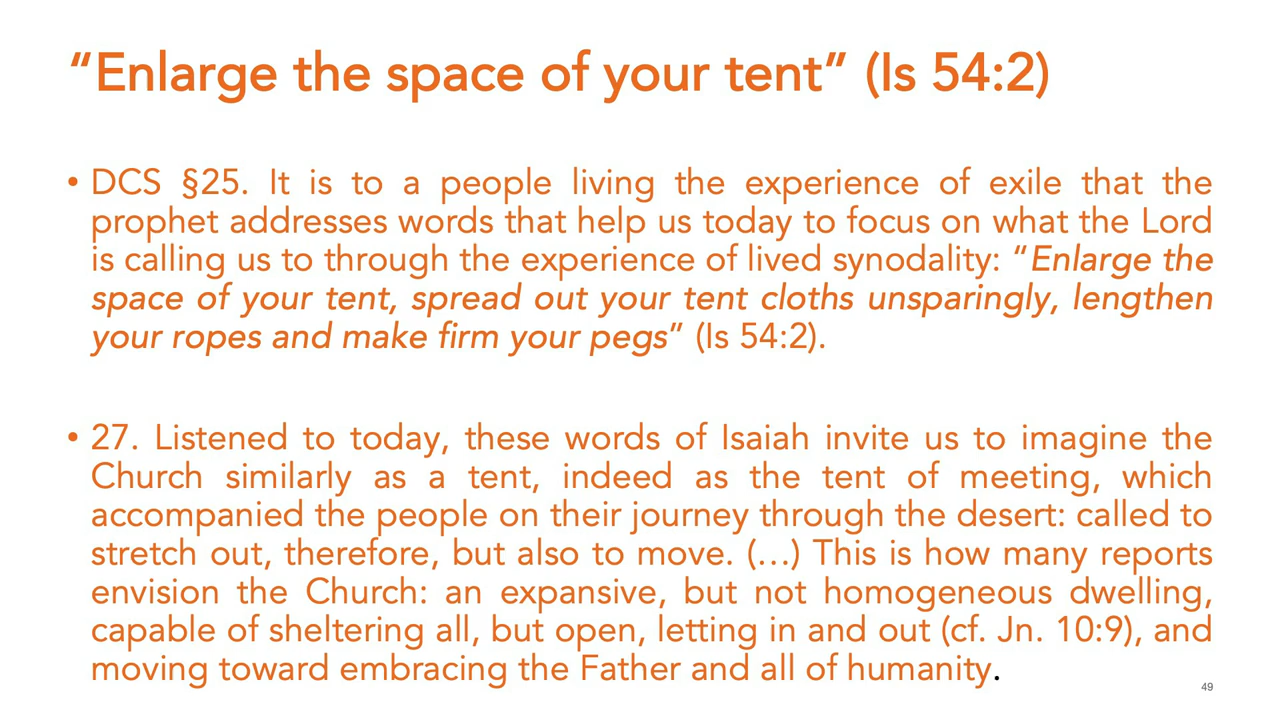 “Enlarge the space of your tent” (Is 54:2)
• DCS §25. It is to a people living the experience of exile that the
prophet addresses words that help us today to focus on what the Lord
is calling us to through the experience of lived synodality: “Enlarge the
space of your tent, spread out your tent cloths unsparingly, lengthen
your ropes and make firm your pegs” (Is 54:2).
• 27. Listened to today, these words of Isaiah invite us to imagine the
Church similarly as a tent, indeed as the tent of meeting, which
accompanied the people on their journey through the desert: called to
stretch out, therefore, but also to move. (…) This is how many reports
envision the Church: an expansive, but not homogeneous dwelling,
capable of sheltering all, but open, letting in and out (cf. Jn. 10:9), and
moving toward embracing the Father and all of humanity.
49